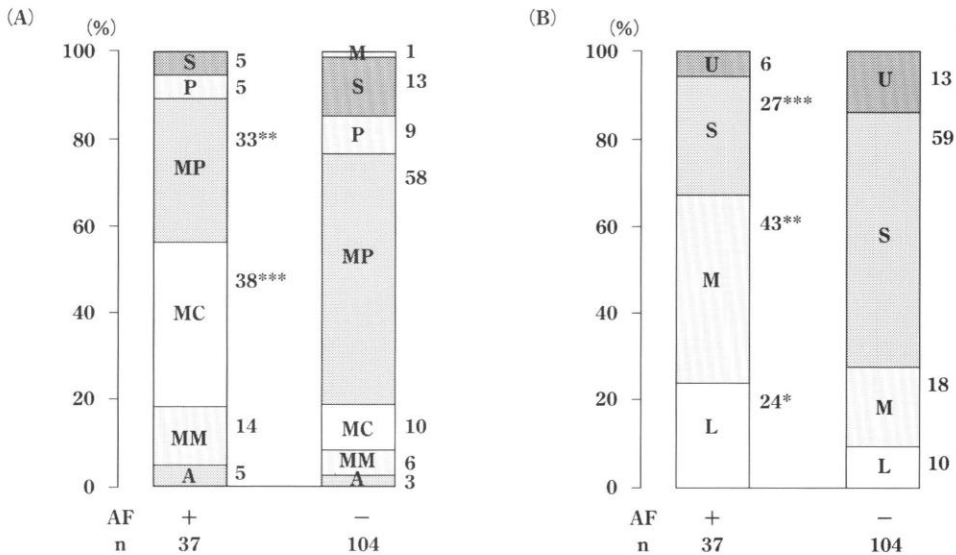 (A)
(%)
100
80
60
40
20
0
S 5
P 5
MP 33**
MC 38***
MM 14
A 5
M 1
S 13
P 9
MP 58
MC 10
MM 6
A 3
AF + −
n 37 104
(B)
(%)
100
80
60
40
20
0
U 6
S 27***
M 43**
L 24*
U 13
S 59
M 18
L 10
AF + −
n 37 104